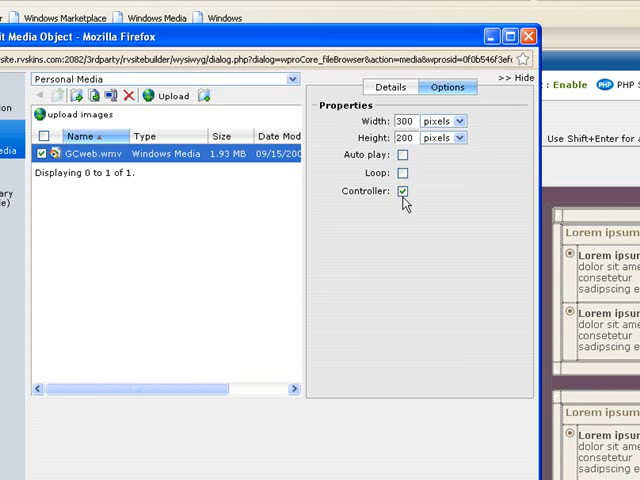 Windows Marketplace Windows Media Windows
it Media Object - Mozilla Firefox
site.rvskins.com:2082/3rdparty/rvsitebuilder/wysiwyg/dialog.php?dialog=wproCore_fileBrowser&action=media&wprosid=0f0b546f3efc
>> Hide
Personal Media
Details Options
: Enable PHP
Upload
Properties
upload images
Width: 300 pixels
Height: 200 pixels
Name Type Size Date Mod
Use Shift+Enter for
GCweb.wmv Windows Media 1.93 MB 09/15/200
Auto play:
Displaying 0 to 1 of 1.
Loop:
Controller:
Lorem ipsum
Lorem ipsum
dolor sit ame
consetetur
sadipscing e
Lorem ipsum
dolor sit ame
consetetur
sadipscing e
Lorem ipsum
Lorem ipsum
dolor sit ame
consetetur
sadipscing e